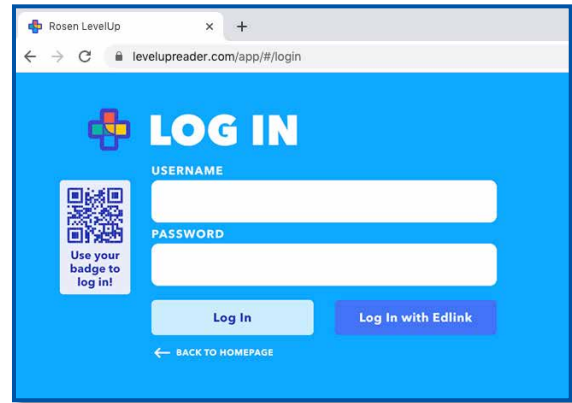 Rosen LevelUp
levelupreader.com/app/#/login
LOG IN
USERNAME
PASSWORD
Use your
badge to
log in!
Log In
Log In with Edlink
BACK TO HOMEPAGE